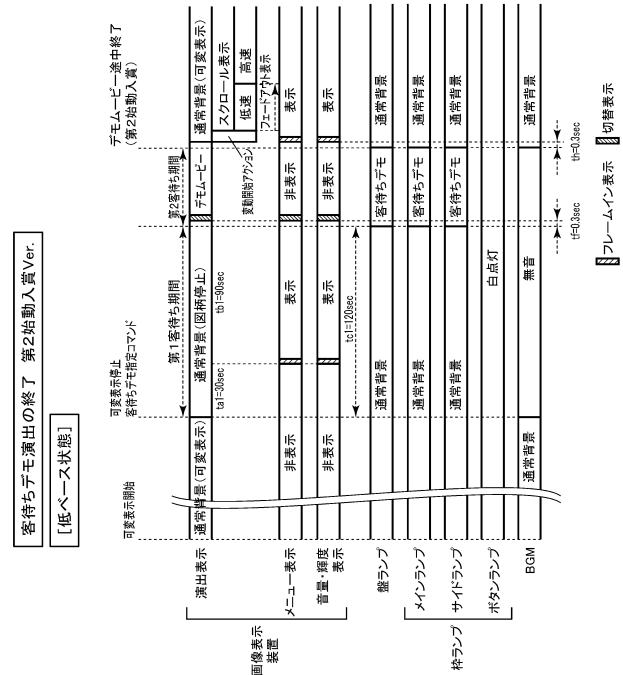 客待ちデモ演出の終了 第2始動入賞Ver.
[低ベース状態]
可変表示開始
可変表示停止
客待ちデモ指定コマンド
デモムービー途中終了
(第2始動入賞)
第1客待ち期間
第2客待ち期間
画像表示
装置
演出表示
通常背景(可変表示)
通常背景(図柄停止)
デモムービー
通常背景(可変表示)
スクロール表示
低速
高速
変動開始アクション
フェードアウト表示
ta1=30sec
tb1=90sec
メニュー表示
非表示
表示
非表示
表示
音量・輝度
表示
非表示
表示
非表示
表示
tc1=120sec
盤ランプ
通常背景
客待ちデモ
通常背景
枠ランプ
メインランプ
通常背景
客待ちデモ
通常背景
サイドランプ
通常背景
客待ちデモ
通常背景
ボタンランプ
白点灯
BGM
通常背景
無音
通常背景
tf=0.3sec
th=0.3sec
フレームイン表示
切替表示